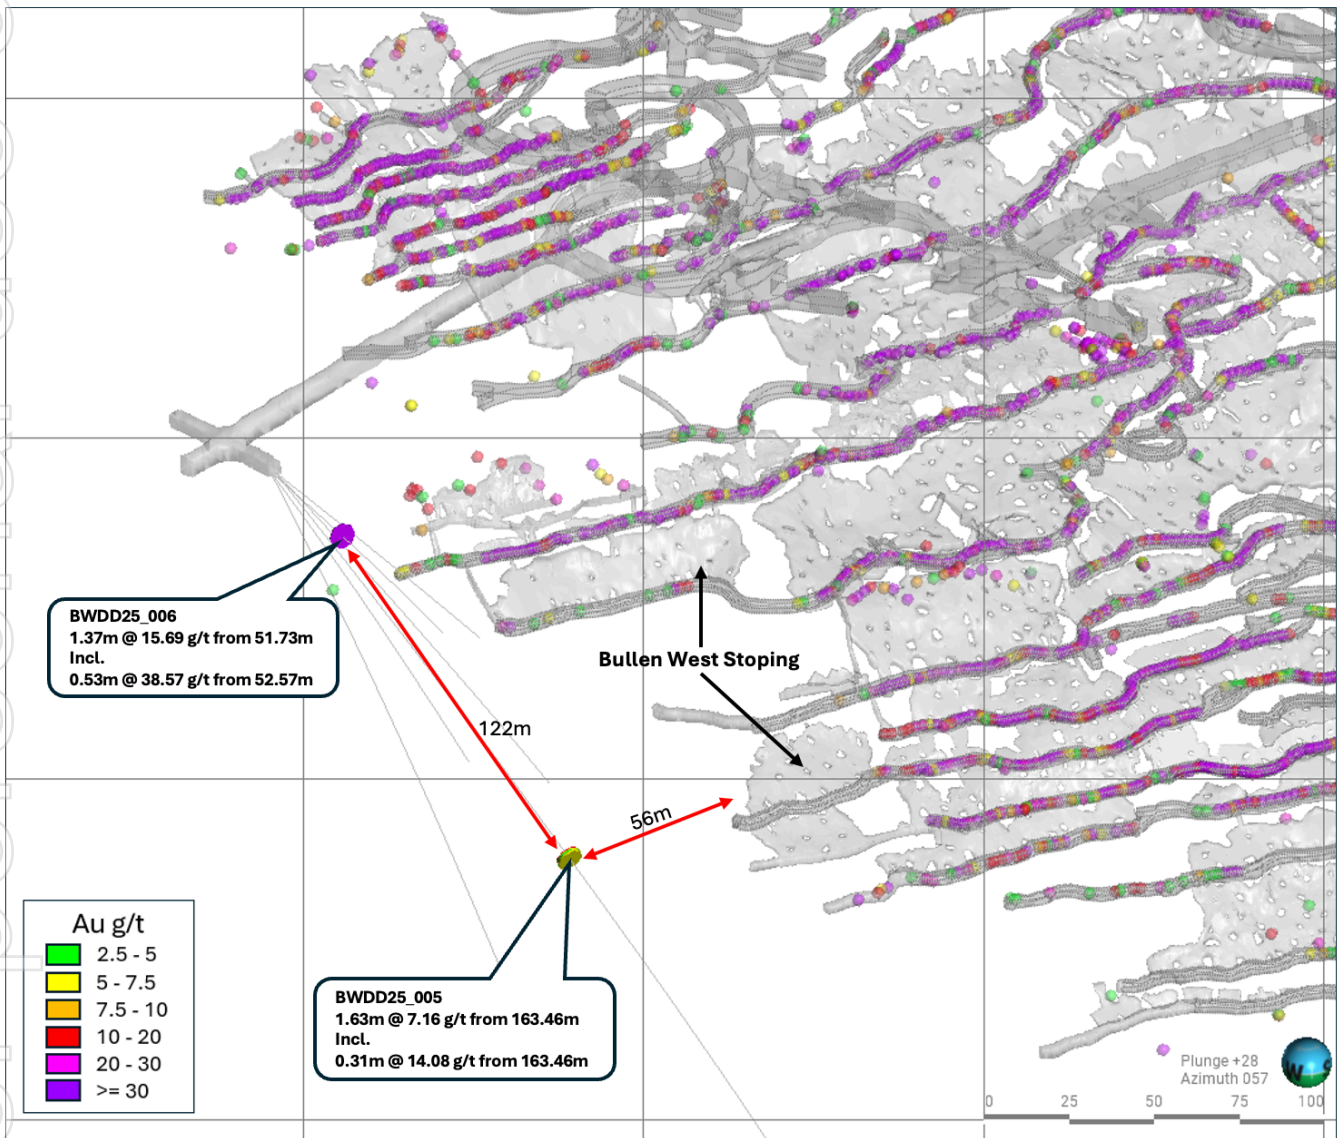 BWDD25_006
1.37m @ 15.69 g/t from 51.73m
Incl.
0.53m @ 38.57 g/t from 52.57m
Bullen West Stoping
122m
56m
BWDD25_005
1.63m @ 7.16 g/t from 163.46m
Incl.
0.31m @ 14.08 g/t from 163.46m
Au g/t
2.5 - 5
5 - 7.5
7.5 - 10
10 - 20
20 - 30
>= 30
Plunge +28
Azimuth 057
W S
0 25 50 75 100